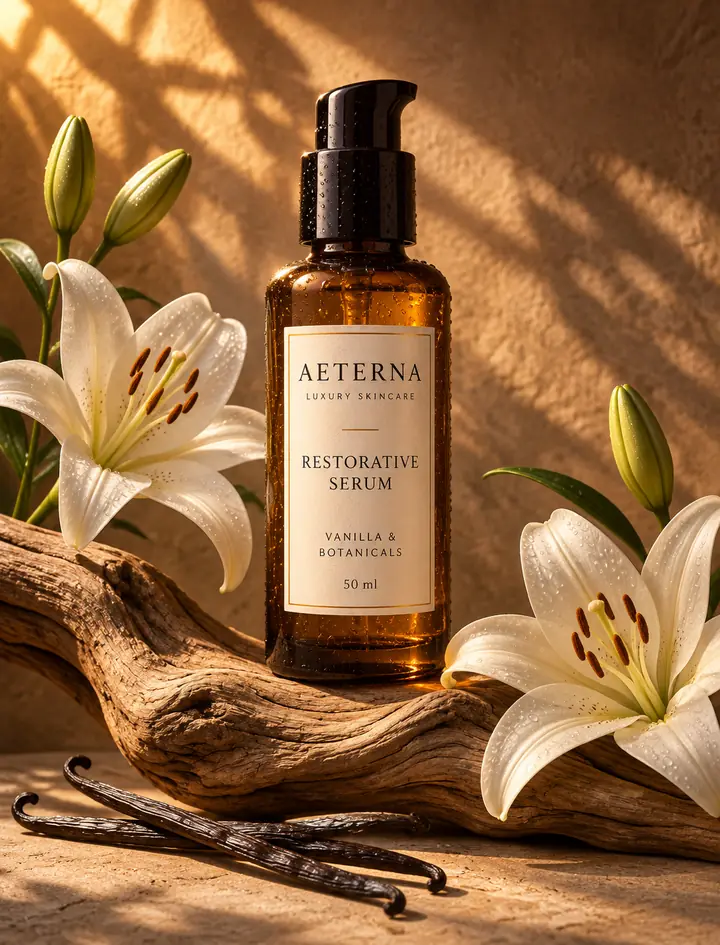 AETERNA
LUXURY SKINCARE
RESTORATIVE
SERUM
VANILLA &
BOTANICALS
50 ml